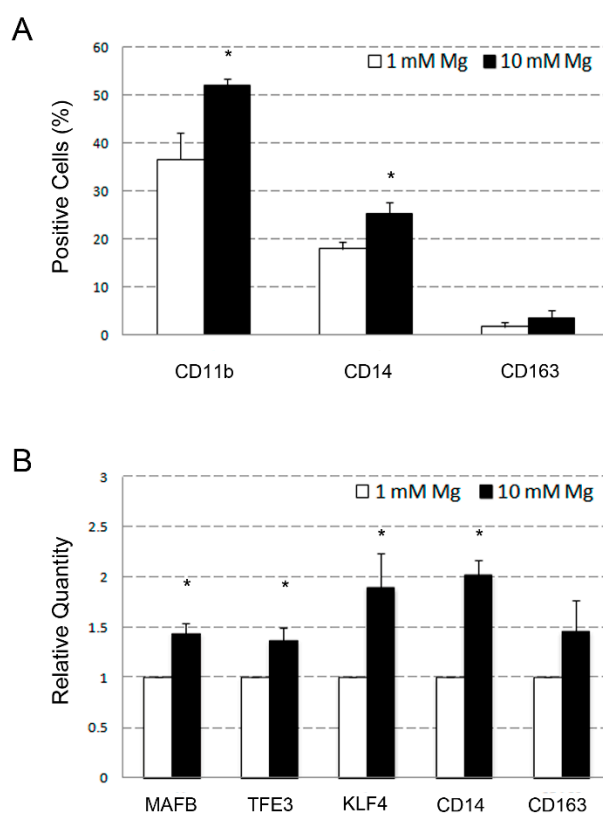 A
60
1 mM Mg 10 mM Mg
*
50
40
*
30
20
10
0
Positive Cells (%)
CD11b CD14 CD163
B
3
1 mM Mg 10 mM Mg
2.5
* *
2
* *
1.5
1
0.5
0
Relative Quantity
MAFB TFE3 KLF4 CD14 CD163